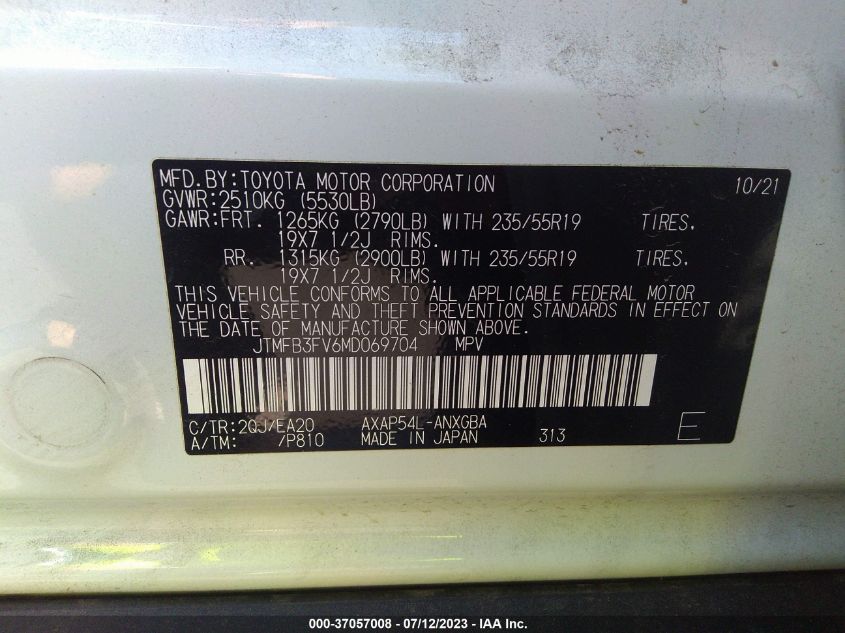 MFD.BY:TOYOTA MOTOR CORPORATION 10/21
GVWR:2510KG (5530LB)
GAWR:FRT. 1265KG (2790LB) WITH 235/55R19 TIRES.
19X7 1/2J RIMS.
RR. 1315KG (2900LB) WITH 235/55R19 TIRES.
19X7 1/2J RIMS.
THIS VEHICLE CONFORMS TO ALL APPLICABLE FEDERAL MOTOR
VEHICLE SAFETY AND THEFT PREVENTION STANDARDS IN EFFECT ON
THE DATE OF MANUFACTURE SHOWN ABOVE.
JTMFB3FV6MD069704 MPV
C/TR:2QJ/EA20 AXAP54L-ANXGBA
A/TM: /P810 MADE IN JAPAN 313 E
000-37057008 - 07/12/2023 - IAA Inc.